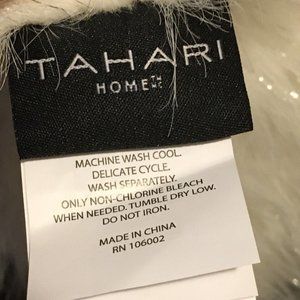 TAHARI
HOME™
MACHINE WASH COOL.
DELICATE CYCLE.
WASH SEPARATELY.
ONLY NON-CHLORINE BLEACH
WHEN NEEDED. TUMBLE DRY LOW.
DO NOT IRON.
MADE IN CHINA
RN 106002